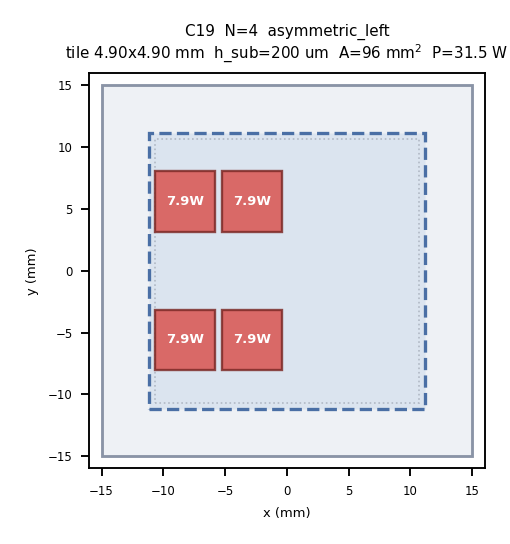 C19 N=4 asymmetric_left
tile 4.90x4.90 mm h_sub=200 um A=96 mm² P=31.5 W
15
10
5
0
−5
−10
−15
y (mm)
7.9W 7.9W
7.9W 7.9W
−15 −10 −5 0 5 10 15
x (mm)